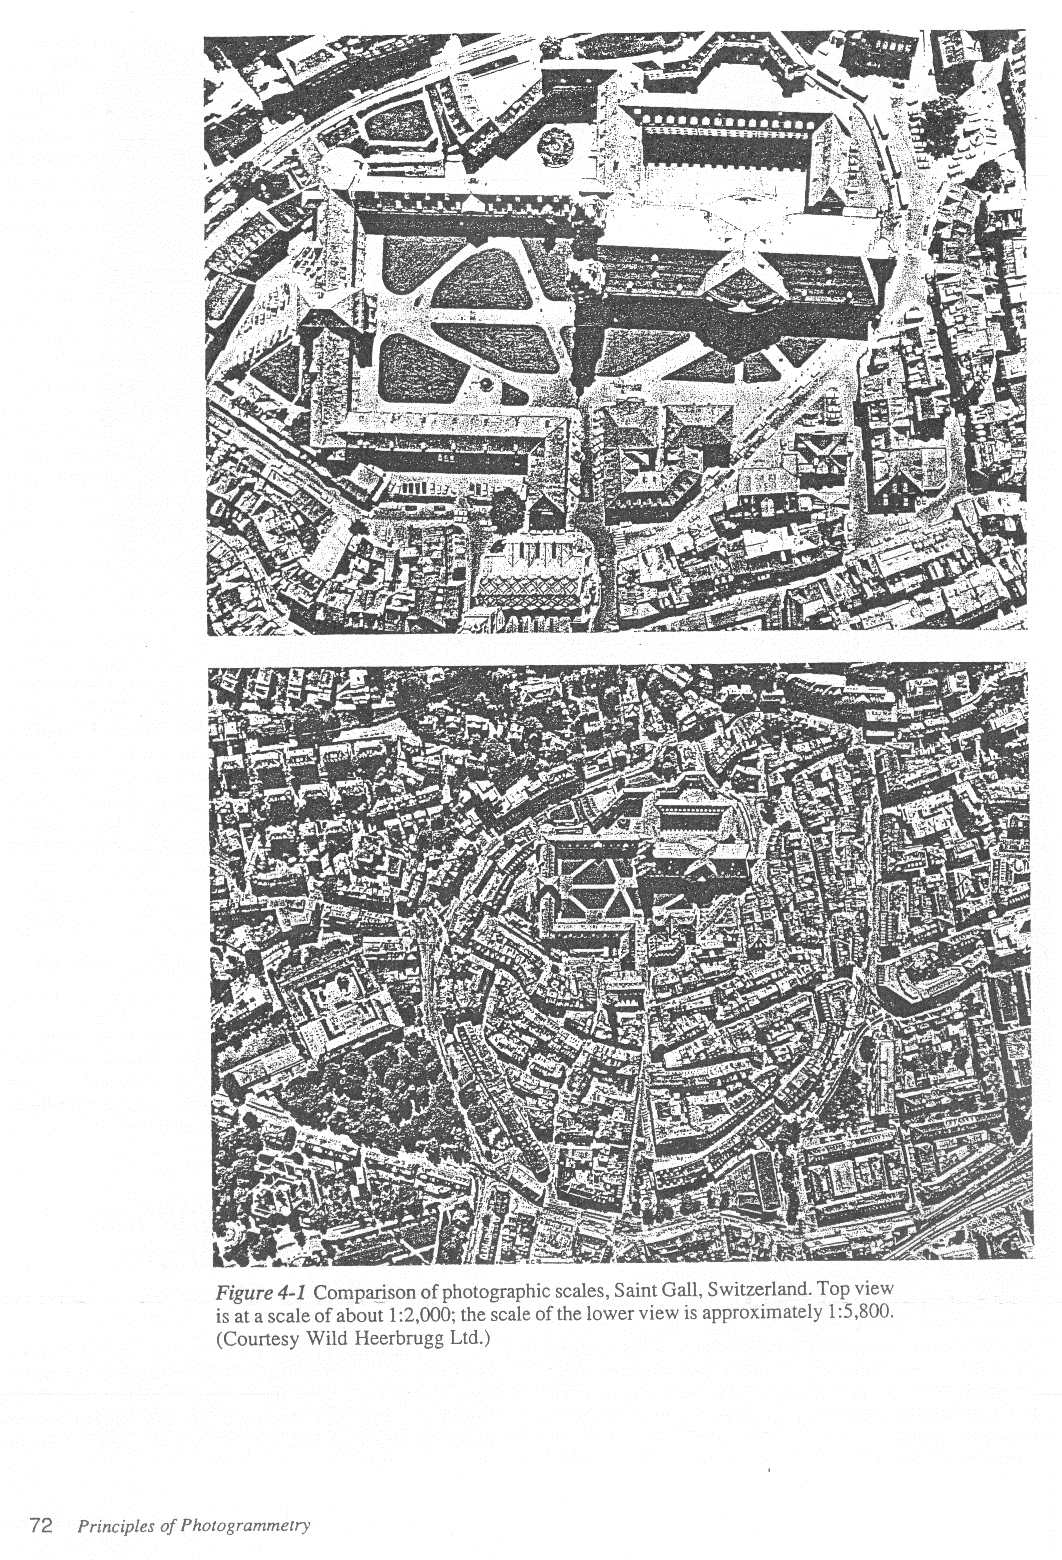 Figure 4-1 Comparison of photographic scales, Saint Gall, Switzerland. Top view
is at a scale of about 1:2,000; the scale of the lower view is approximately 1:5,800.
(Courtesy Wild Heerbrugg Ltd.)
72 Principles of Photogrammetry